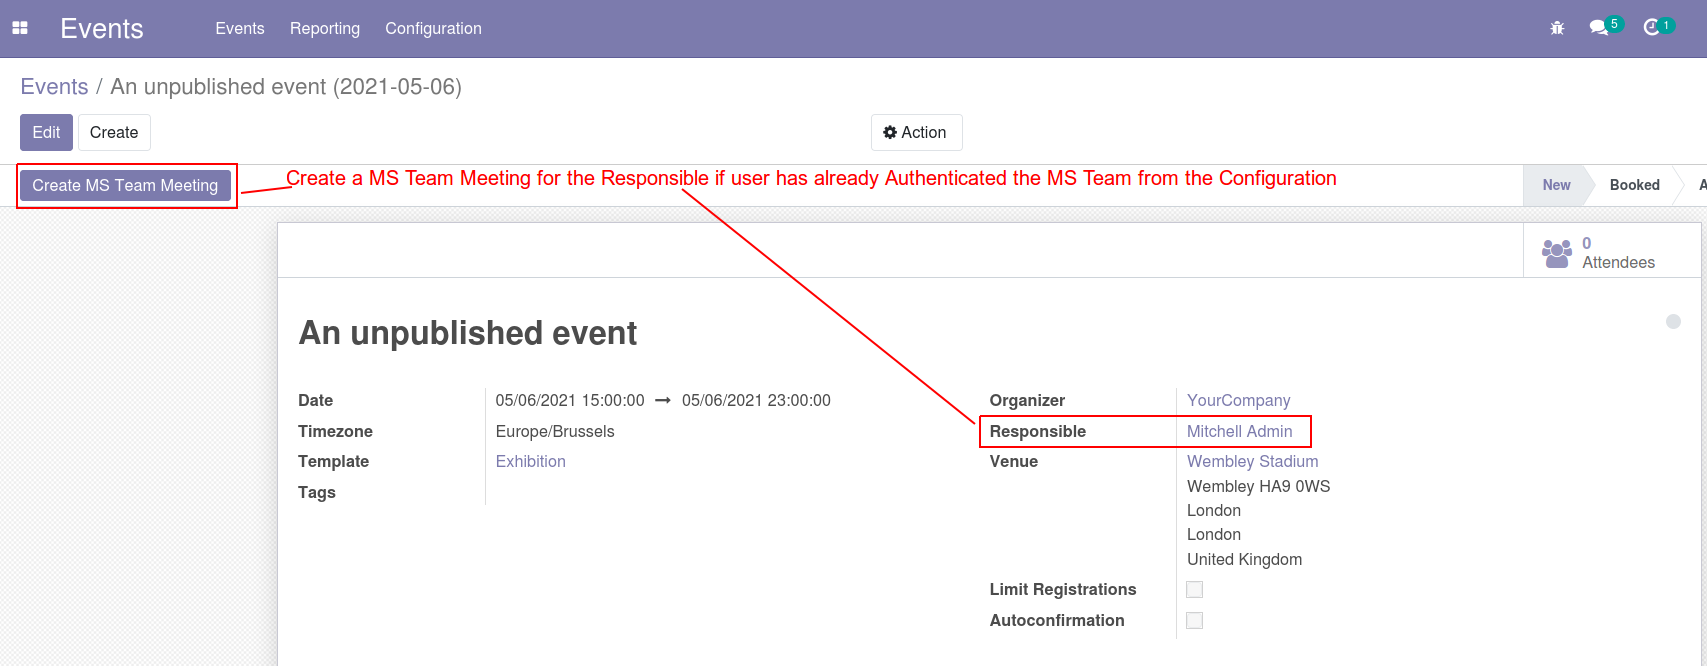 Events Events Reporting Configuration 5 1
Events / An unpublished event (2021-05-06)
Edit Create Action
Create MS Team Meeting Create a MS Team Meeting for the Responsible if user has already Authenticated the MS Team from the Configuration New Booked A
0
Attendees
An unpublished event
Date 05/06/2021 15:00:00 → 05/06/2021 23:00:00 Organizer YourCompany
Timezone Europe/Brussels Responsible Mitchell Admin
Template Exhibition Venue Wembley Stadium
Wembley HA9 0WS
Tags
London
London
United Kingdom
Limit Registrations
Autoconfirmation